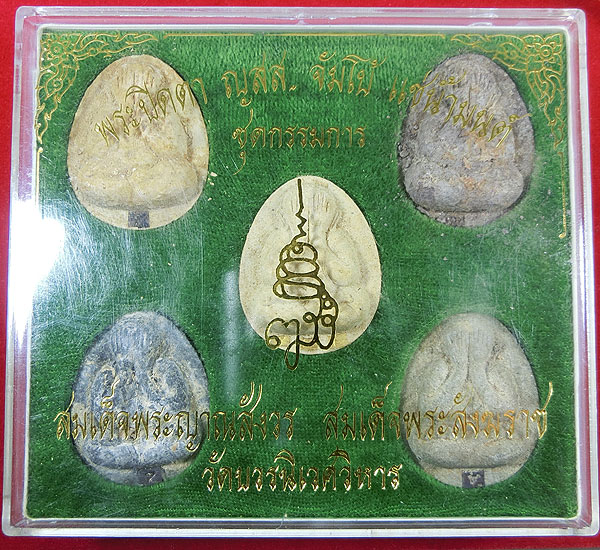 พระปิดตา ญสส. จัมโบ้ แช่น้ำมนต์
ชุดกรรมการ
สมเด็จพระญาณสังวร สมเด็จพระสังฆราช
วัดบวรนิเวศวิหาร